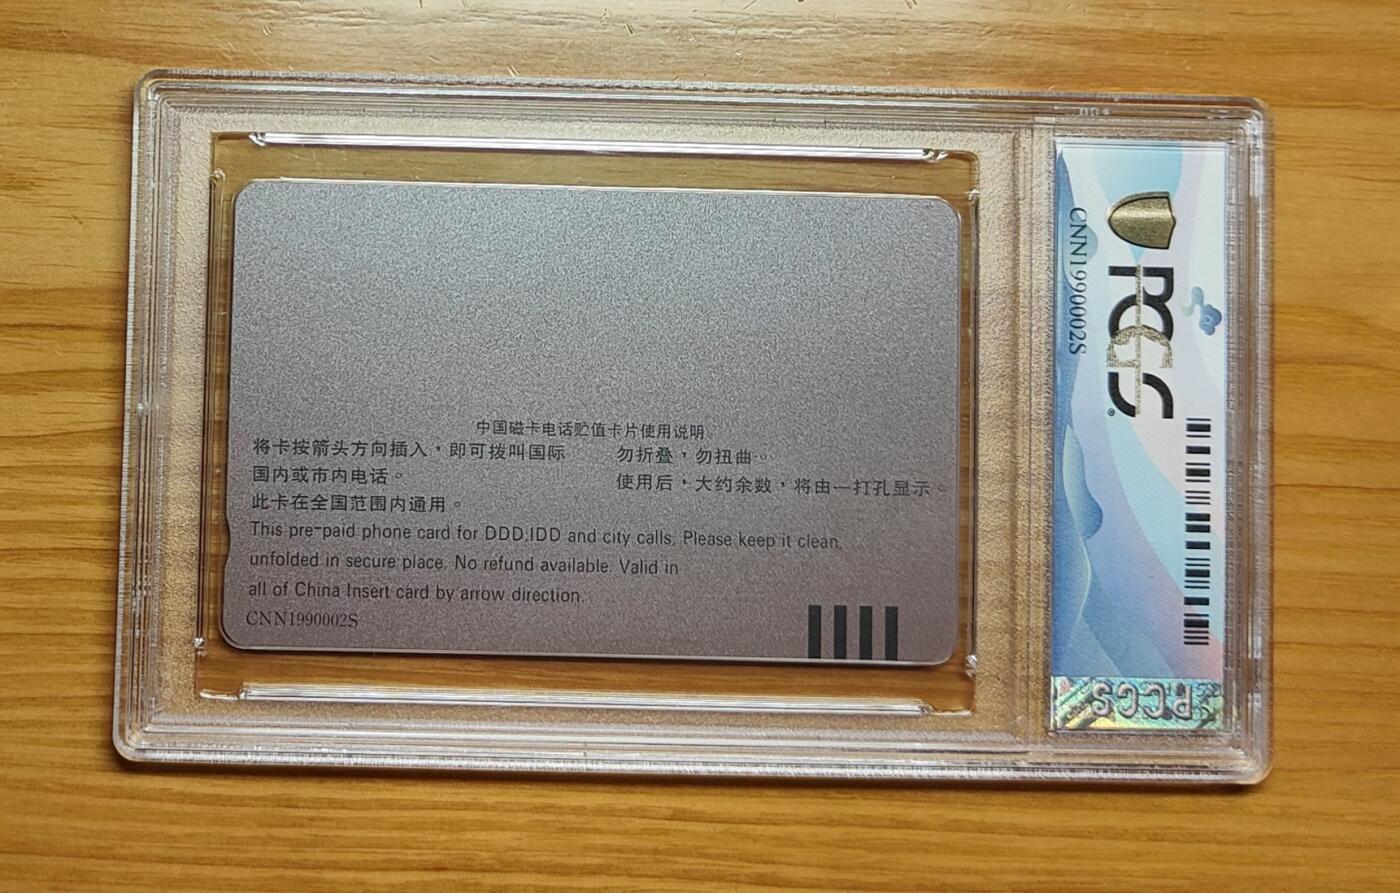 中国磁卡电话贮值卡片使用说明
将卡按箭头方向插入，即可拨叫国际
国内或市内电话。
此卡在全国范围内通用。
勿折叠，勿扭曲。
使用后，大约余数，将由一打孔显示。
This pre-paid phone card for DDD,IDD and city calls, Please keep it clean,
unfolded in secure place, No refund available. Valid in
all of China Insert card by arrow direction.
CNN1990002S
PCGS
CNN1990002S
PCGS